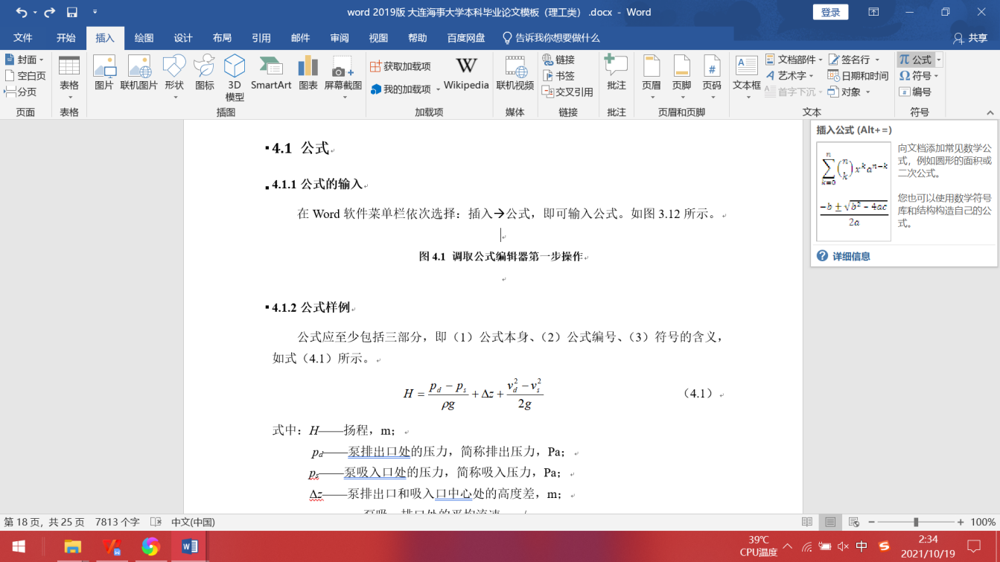 word 2019版 大连海事大学本科毕业论文模板（理工类） .docx - Word
登录
文件 开始 插入 绘图 设计 布局 引用 邮件 审阅 视图 帮助 百度网盘 告诉我你想要做什么 共享
封面
空白页
分页
页面
表格
表格
图片 联机图片 形状 图标 3D 模型 SmartArt 图表 屏幕截图
插图
获取加载项
我的加载项
Wikipedia
加载项
联机视频
媒体
链接
书签
交叉引用
链接
批注
批注
页眉 页脚 页码
页眉和页脚
文本框
文档部件
艺术字
首字下沉
签名行
日期和时间
对象
文本
公式
符号
编号
符号
插入公式 (Alt+=)
向文档添加常见数学公
式，例如圆形的面积或
二次公式。
您也可以使用数学符号
库和结构构造自己的公
式。
详细信息
4.1 公式
4.1.1 公式的输入
在 Word 软件菜单栏依次选择：插入→公式，即可输入公式。如图 3.12 所示。
图 4.1 调取公式编辑器第一步操作
4.1.2 公式样例
公式应至少包括三部分，即（1）公式本身、（2）公式编号、（3）符号的含义，
如式（4.1）所示。
H = (p_d − p_s)/(ρg) + Δz + (v_d^2 − v_s^2)/(2g) （4.1）
式中：H——扬程，m；
p_d——泵排出口处的压力，简称排出压力，Pa；
p_s——泵吸入口处的压力，简称吸入压力，Pa；
Δz——泵排出口和吸入口中心处的高度差，m；
第 18 页，共 25 页 7813 个字 中文(中国) 100%
39℃
CPU温度
中
2:34
2021/10/19